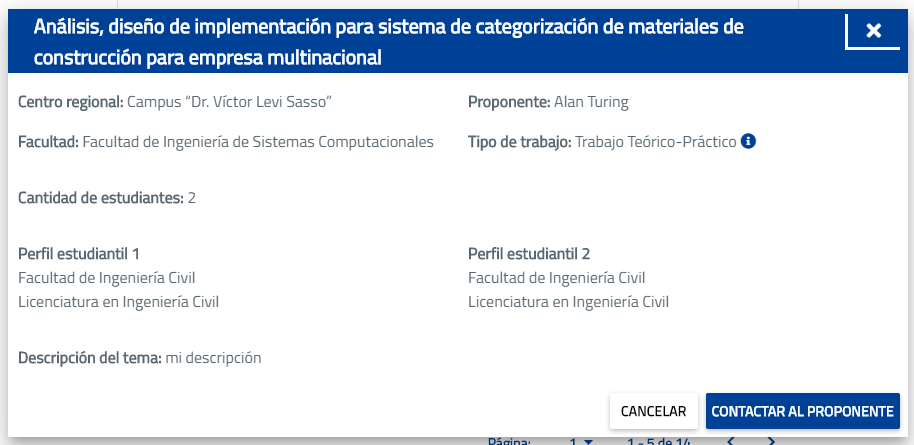 Análisis, diseño de implementación para sistema de categorización de materiales de
construcción para empresa multinacional
Centro regional: Campus “Dr. Víctor Levi Sasso”
Proponente: Alan Turing
Facultad: Facultad de Ingeniería de Sistemas Computacionales
Tipo de trabajo: Trabajo Teórico-Práctico
Cantidad de estudiantes: 2
Perfil estudiantil 1
Facultad de Ingeniería Civil
Licenciatura en Ingeniería Civil
Perfil estudiantil 2
Facultad de Ingeniería Civil
Licenciatura en Ingeniería Civil
Descripción del tema: mi descripción
CANCELAR
CONTACTAR AL PROPONENTE
Página: 1 1 - 5 de 14